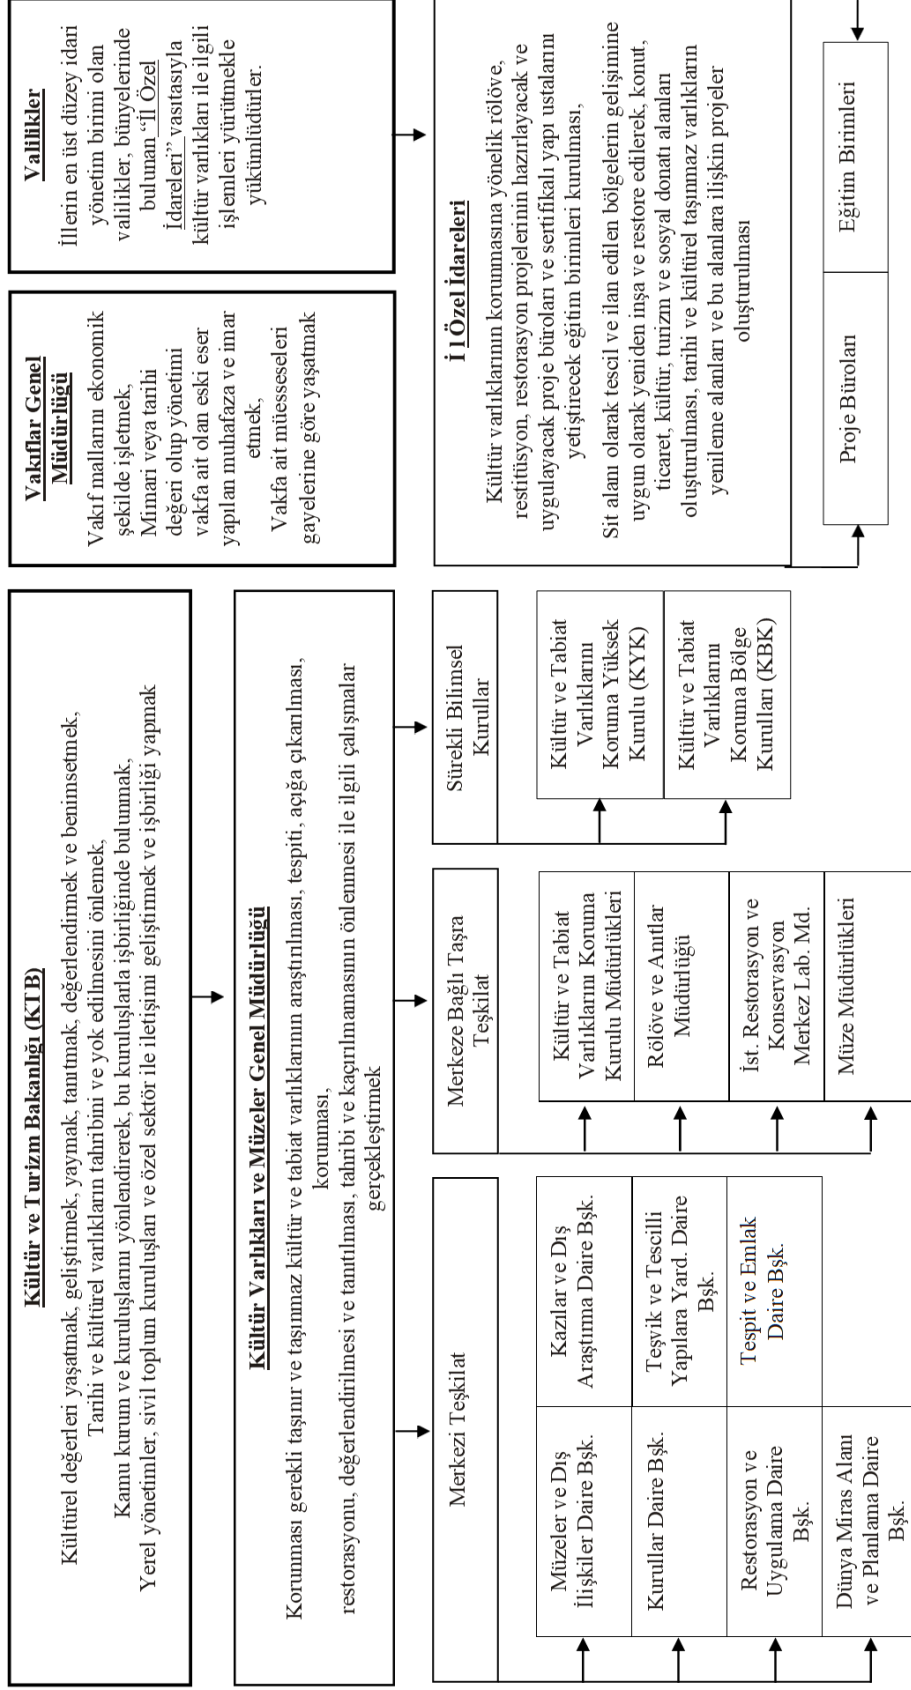 Kültür ve Turizm Bakanlığı (KTB)
Kültürel değerleri yaşatmak, geliştirmek, yaymak, tanıtmak, değerlendirmek ve benimsetmek,
Tarihi ve kültürel varlıkların tahribini ve yok edilmesini önlemek,
Kamu kurum ve kuruluşlarını yönlendirerek, bu kuruluşlarla işbirliğinde bulunmak,
Yerel yönetimler, sivil toplum kuruluşları ve özel sektör ile iletişimi geliştirmek ve işbirliği yapmak
Vakıflar Genel
Müdürlüğü
Vakıf mallarını ekonomik
şekilde işletmek,
Mimari veya tarihi
değeri olup yönetimi
vakfa ait olan eski eser
yapıları muhafaza ve imar
etmek,
Vakfa ait müesseseleri
gayelerine göre yaşatmak
Valilikler
İllerin en üst düzey idari
yönetim birimi olan
valilikler, bünyelerinde
bulunan “İl Özel
İdareleri” vasıtasıyla
kültür varlıkları ile ilgili
işlemleri yürütmekle
yükümlüdürler.
Kültür Varlıkları ve Müzeler Genel Müdürlüğü
Korunması gerekli taşınır ve taşınmaz kültür ve tabiat varlıklarının araştırılması, tespiti, açığa çıkarılması,
korunması,
restorasyonu, değerlendirilmesi ve tanıtılması, tahribi ve kaçırılmamasının önlenmesi ile ilgili çalışmalar
gerçekleştirmek
Merkezi Teşkilat
Müzeler ve Dış
İlişkiler Daire Bşk.
Kazılar ve Dış
Araştırma Daire Bşk.
Kurullar Daire Bşk.
Teşvik ve Tescilli
Yapılara Yard. Daire
Bşk.
Restorasyon ve
Uygulama Daire
Bşk.
Tespit ve Emlak
Daire Bşk.
Dünya Miras Alanı
ve Planlama Daire
Bşk.
Merkeze Bağlı Taşra
Teşkilat
Kültür ve Tabiat
Varlıklarını Koruma
Kurulu Müdürlükleri
Rölöve ve Anıtlar
Müdürlüğü
İst. Restorasyon ve
Konservasyon
Merkez Lab. Md.
Müze Müdürlükleri
Sürekli Bilimsel
Kurullar
Kültür ve Tabiat
Varlıklarını
Koruma Yüksek
Kurulu (KYK)
Kültür ve Tabiat
Varlıklarını
Koruma Bölge
Kurulları (KBK)
İ l Özel İdareleri
Kültür varlıklarının korunmasına yönelik rölöve,
restitüsyon, restorasyon projelerinin hazırlayacak ve
uygulayacak proje büroları ve sertifikalı yapı ustalarını
yetiştirecek eğitim birimleri kurulması,
Sit alanı olarak tescil ve ilan edilen bölgelerin gelişimine
uygun olarak yeniden inşa ve restore edilerek, konut,
ticaret, kültür, turizm ve sosyal donatı alanları
oluşturulması, tarihi ve kültürel taşınmaz varlıkların
yenileme alanları ve bu alanlara ilişkin projeler
oluşturulması
Proje Büroları
Eğitim Birimleri